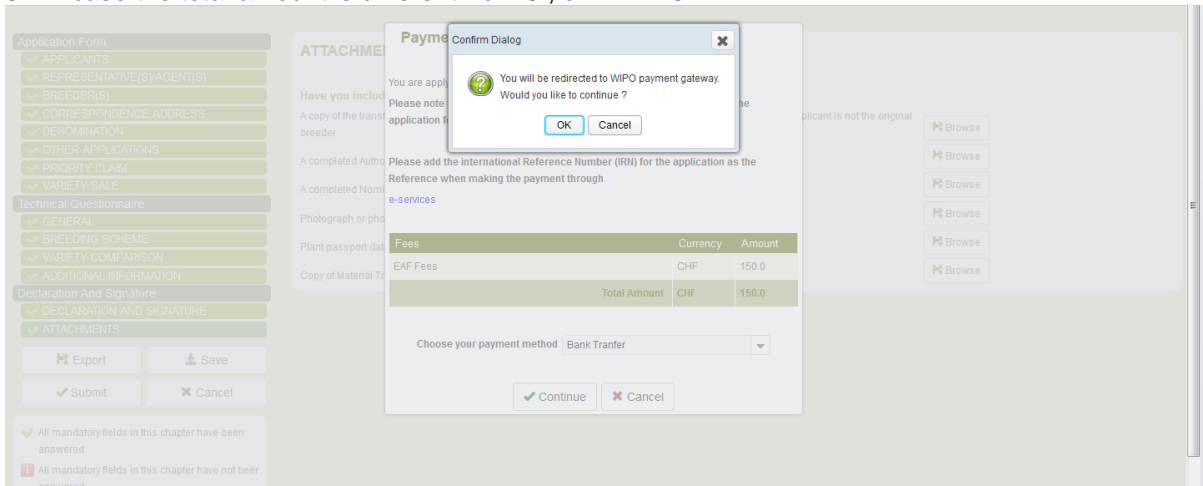 Application Form
APPLICANTS
REPRESENTATIVE(S)/AGENT(S)
BREEDER(S)
CORRESPONDENCE ADDRESS
DENOMINATION
OTHER APPLICATIONS
PRIORITY CLAIM
VARIETY SALE
Technical Questionnaire
GENERAL
BREEDING SCHEME
VARIETY COMPARISON
ADDITIONAL INFORMATION
Declaration And Signature
DECLARATION AND SIGNATURE
ATTACHMENTS
Export Save
Submit Cancel
All mandatory fields in this chapter have been
answered
All mandatory fields in this chapter have not been
ATTACHME
Have you includ
A copy of the trans
plicant is not the original
breeder
Browse
A completed Autho
Browse
A completed Nomi
Browse
Photograph or pho
Browse
Plant passport dat
Browse
Copy of Material Tr
Browse
Payme
You are apply
Please note
he
application f
Please add the international Reference Number (IRN) for the application as the
Reference when making the payment through
e-services
Fees Currency Amount
EAF Fees CHF 150.0
Total Amount CHF 150.0
Choose your payment method Bank Tranfer
Continue Cancel
Confirm Dialog
You will be redirected to WIPO payment gateway.
Would you like to continue ?
OK Cancel